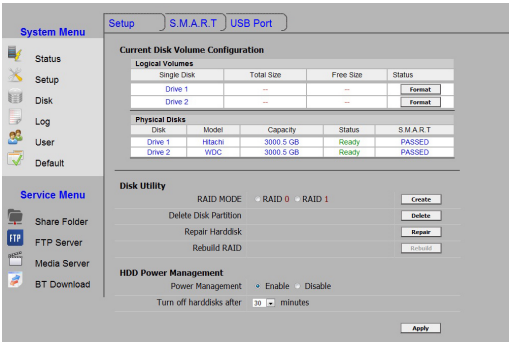 System Menu
Status
Setup
Disk
Log
User
Default
Service Menu
Share Folder
FTP
FTP Server
Media Server
BT Download
Setup S.M.A.R.T USB Port
Current Disk Volume Configuration
Logical Volumes
Single Disk Total Size Free Size Status
Drive 1 -- -- Format
Drive 2 -- -- Format
Physical Disks
Disk Model Capacity Status S.M.A.R.T
Drive 1 Hitachi 3000.5 GB Ready PASSED
Drive 2 WDC 3000.5 GB Ready PASSED
Disk Utility
RAID MODE RAID 0 RAID 1 Create
Delete Disk Partition Delete
Repair Harddisk Repair
Rebuild RAID Rebuild
HDD Power Management
Power Management Enable Disable
Turn off harddisks after 30 minutes
Apply